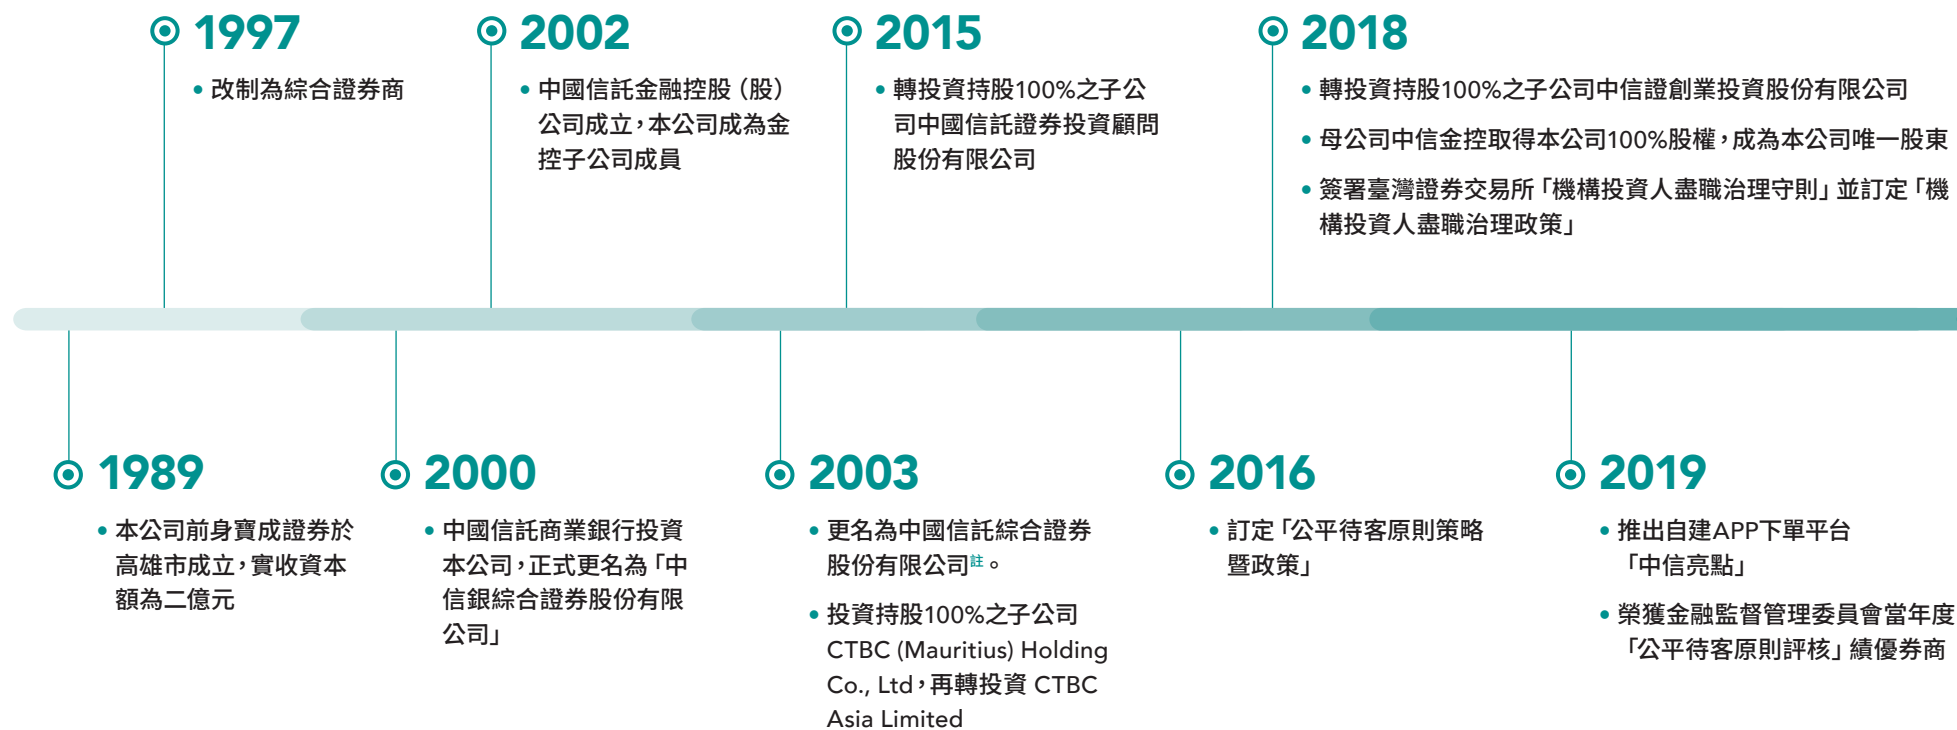 1997
• 改制為綜合證券商
2002
• 中國信託金融控股（股）
公司成立，本公司成為金
控子公司成員
2015
• 轉投資持股100%之子公
司中國信託證券投資顧問
股份有限公司
2018
• 轉投資持股100%之子公司中信證創業投資股份有限公司
• 母公司中信金控取得本公司100%股權，成為本公司唯一股東
• 簽署臺灣證券交易所「機構投資人盡職治理守則」並訂定「機
構投資人盡職治理政策」
1989
• 本公司前身寶成證券於
高雄市成立，實收資本
額為二億元
2000
• 中國信託商業銀行投資
本公司，正式更名為「中
信銀綜合證券股份有限
公司」
2003
• 更名為中國信託綜合證券
股份有限公司註。
• 投資持股100%之子公司
CTBC (Mauritius) Holding
Co., Ltd，再轉投資 CTBC
Asia Limited
2016
• 訂定「公平待客原則策略
暨政策」
2019
• 推出自建APP下單平台
「中信亮點」
• 榮獲金融監督管理委員會當年度
「公平待客原則評核」績優券商